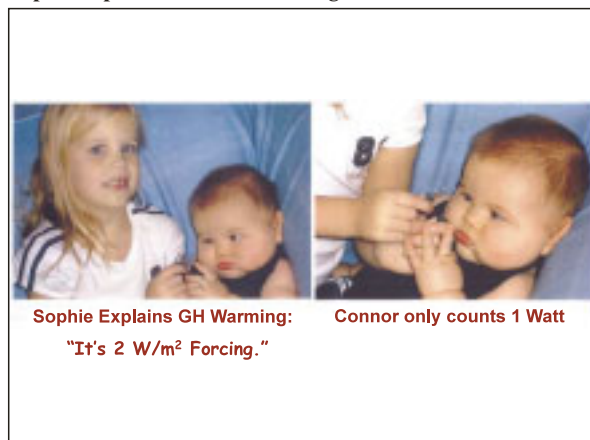 Sophie Explains GH Warming:
"It's 2 W/m² Forcing."
Connor only counts 1 Watt